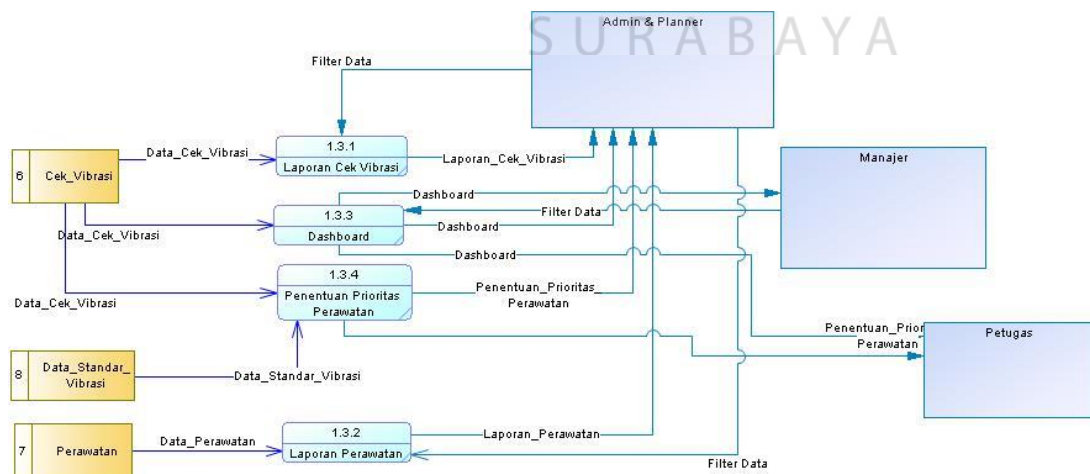 SURABAYA
Admin & Planner
Filter Data
Data_Cek_Vibrasi
1.3.1
Laporan Cek Vibrasi
Laporan_Cek_Vibrasi
6
Cek_Vibrasi
Manajer
Dashboard
Filter Data
1.3.3
Dashboard
Dashboard
Data_Cek_Vibrasi
Dashboard
1.3.4
Penentuan Prioritas
Perawatan
Penentuan_Prioritas_
Perawatan
Data_Cek_Vibrasi
Penentuan_Prior
Perawatan
Petugas
8
Data_Standar_
Vibrasi
Data_Standar_Vibrasi
7
Perawatan
Data_Perawatan
1.3.2
Laporan Perawatan
Laporan_Perawatan
Filter Data